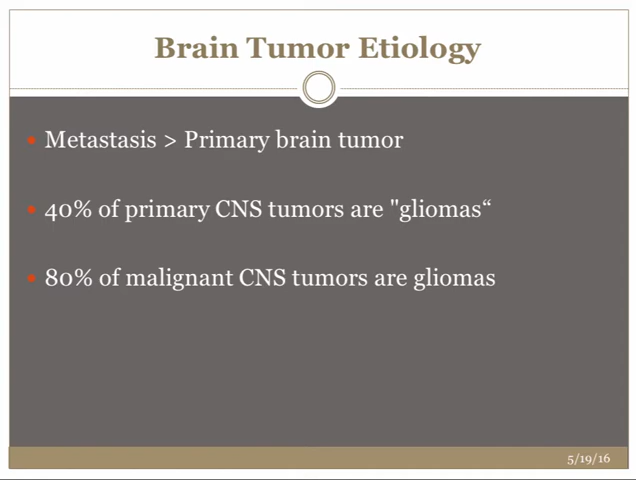 Brain Tumor Etiology
Metastasis > Primary brain tumor
40% of primary CNS tumors are "gliomas“
80% of malignant CNS tumors are gliomas
5/19/16